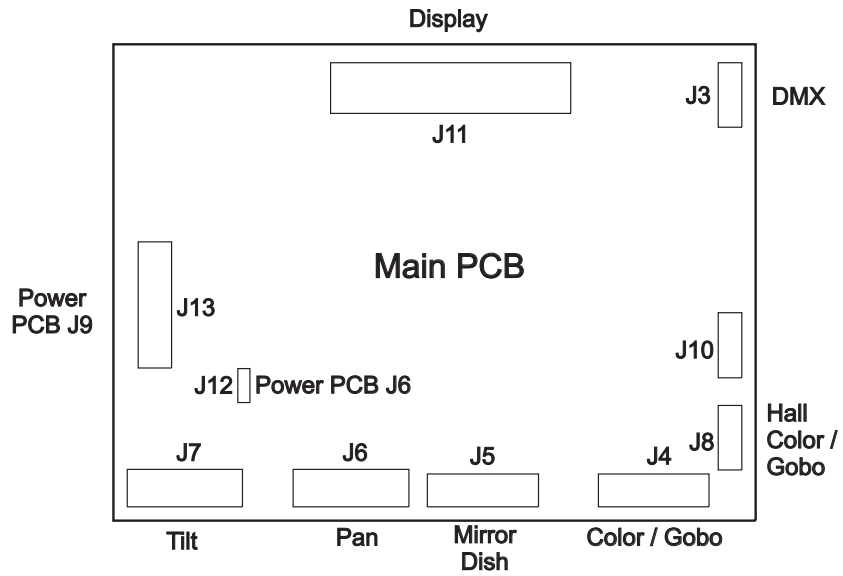 Display
J3
DMX
J11
Main PCB
Power
PCB J9
J13
J10
J12
Power PCB J6
Hall
Color /
Gobo
J8
J7
J6
J5
J4
Tilt
Pan
Mirror
Dish
Color / Gobo